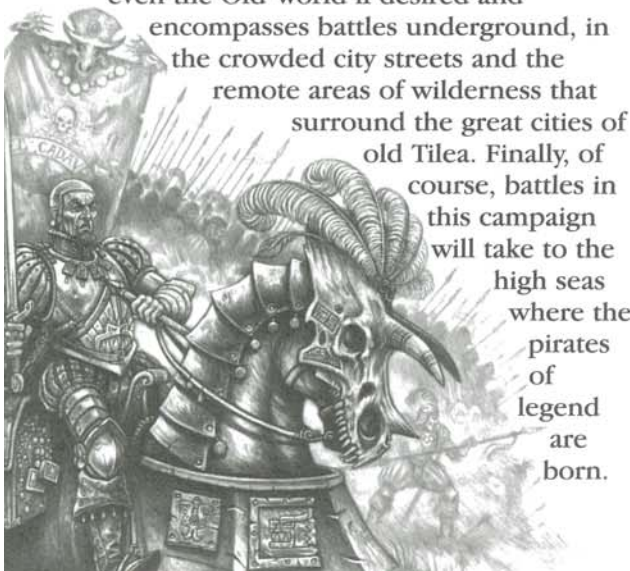 encompasses battles underground, in
the crowded city streets and the
remote areas of wilderness that
surround the great cities of
old Tilea. Finally, of
course, battles in
this campaign
will take to the
high seas
where the
pirates
of
legend
are
born.